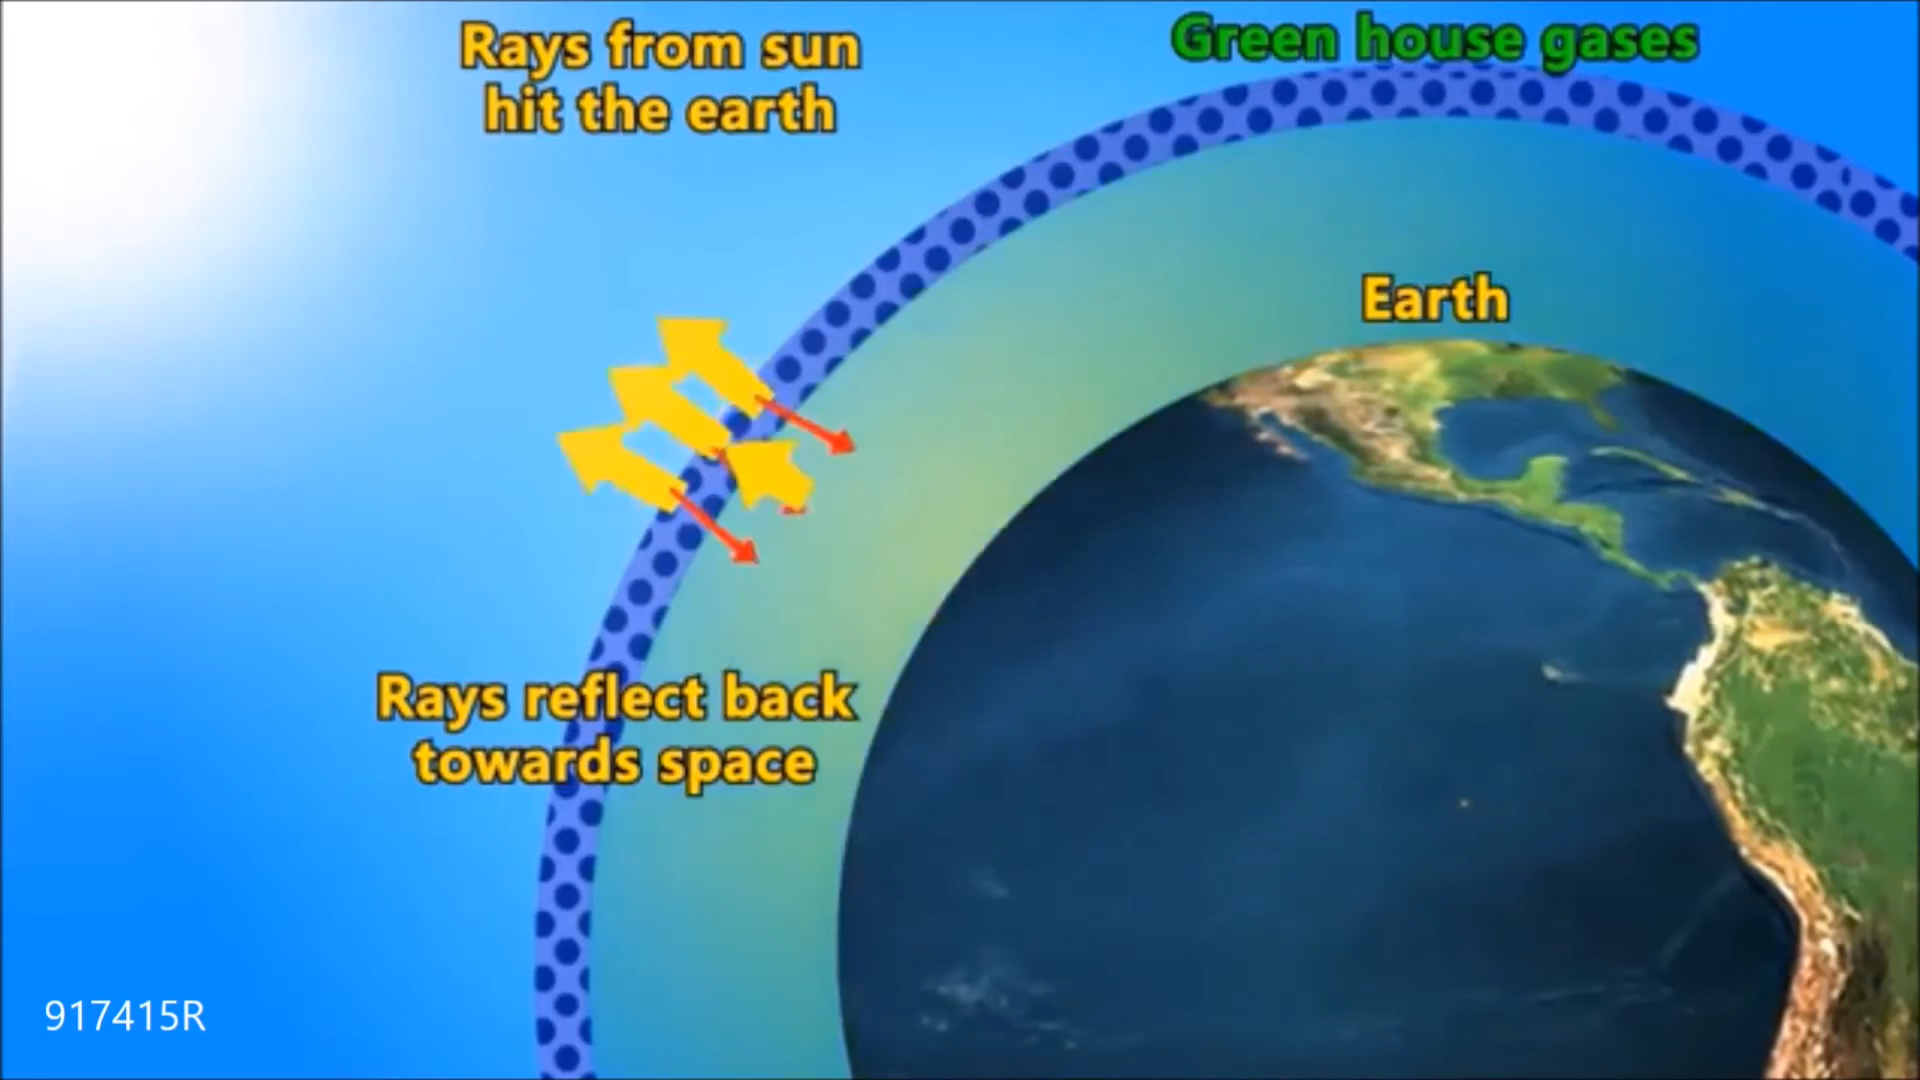 Rays from sun
hit the earth
Green house gases
Earth
Rays reflect back
towards space
917415R